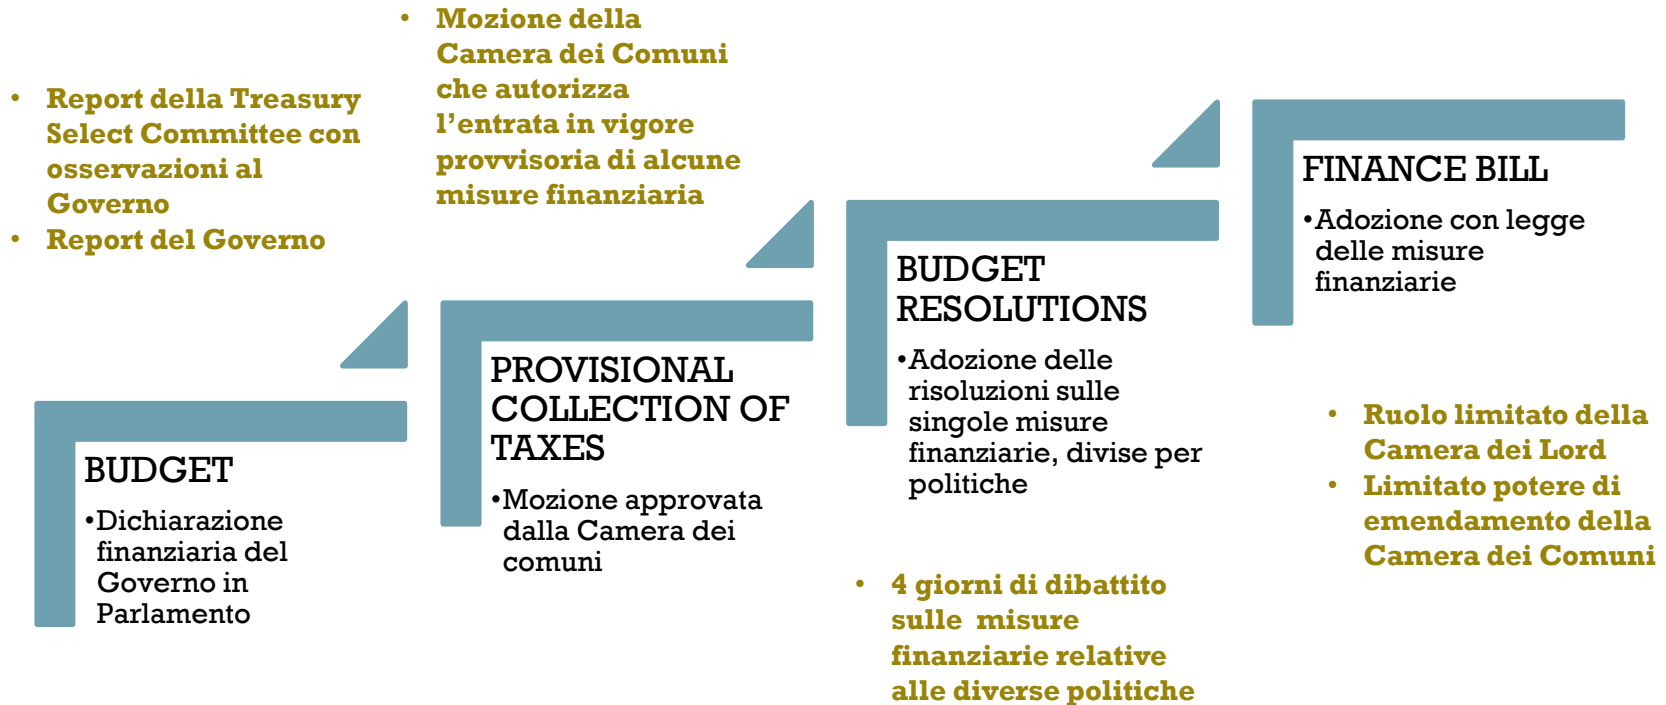 • Report della Treasury
Select Committee con
osservazioni al
Governo
• Report del Governo
BUDGET
•Dichiarazione
finanziaria del
Governo in
Parlamento
• Mozione della
Camera dei Comuni
che autorizza
l’entrata in vigore
provvisoria di alcune
misure finanziaria
PROVISIONAL
COLLECTION OF
TAXES
•Mozione approvata
dalla Camera dei
comuni
BUDGET
RESOLUTIONS
•Adozione delle
risoluzioni sulle
singole misure
finanziarie, divise per
politiche
• 4 giorni di dibattito
sulle misure
finanziarie relative
alle diverse politiche
FINANCE BILL
•Adozione con legge
delle misure
finanziarie
• Ruolo limitato della
Camera dei Lord
• Limitato potere di
emendamento della
Camera dei Comuni